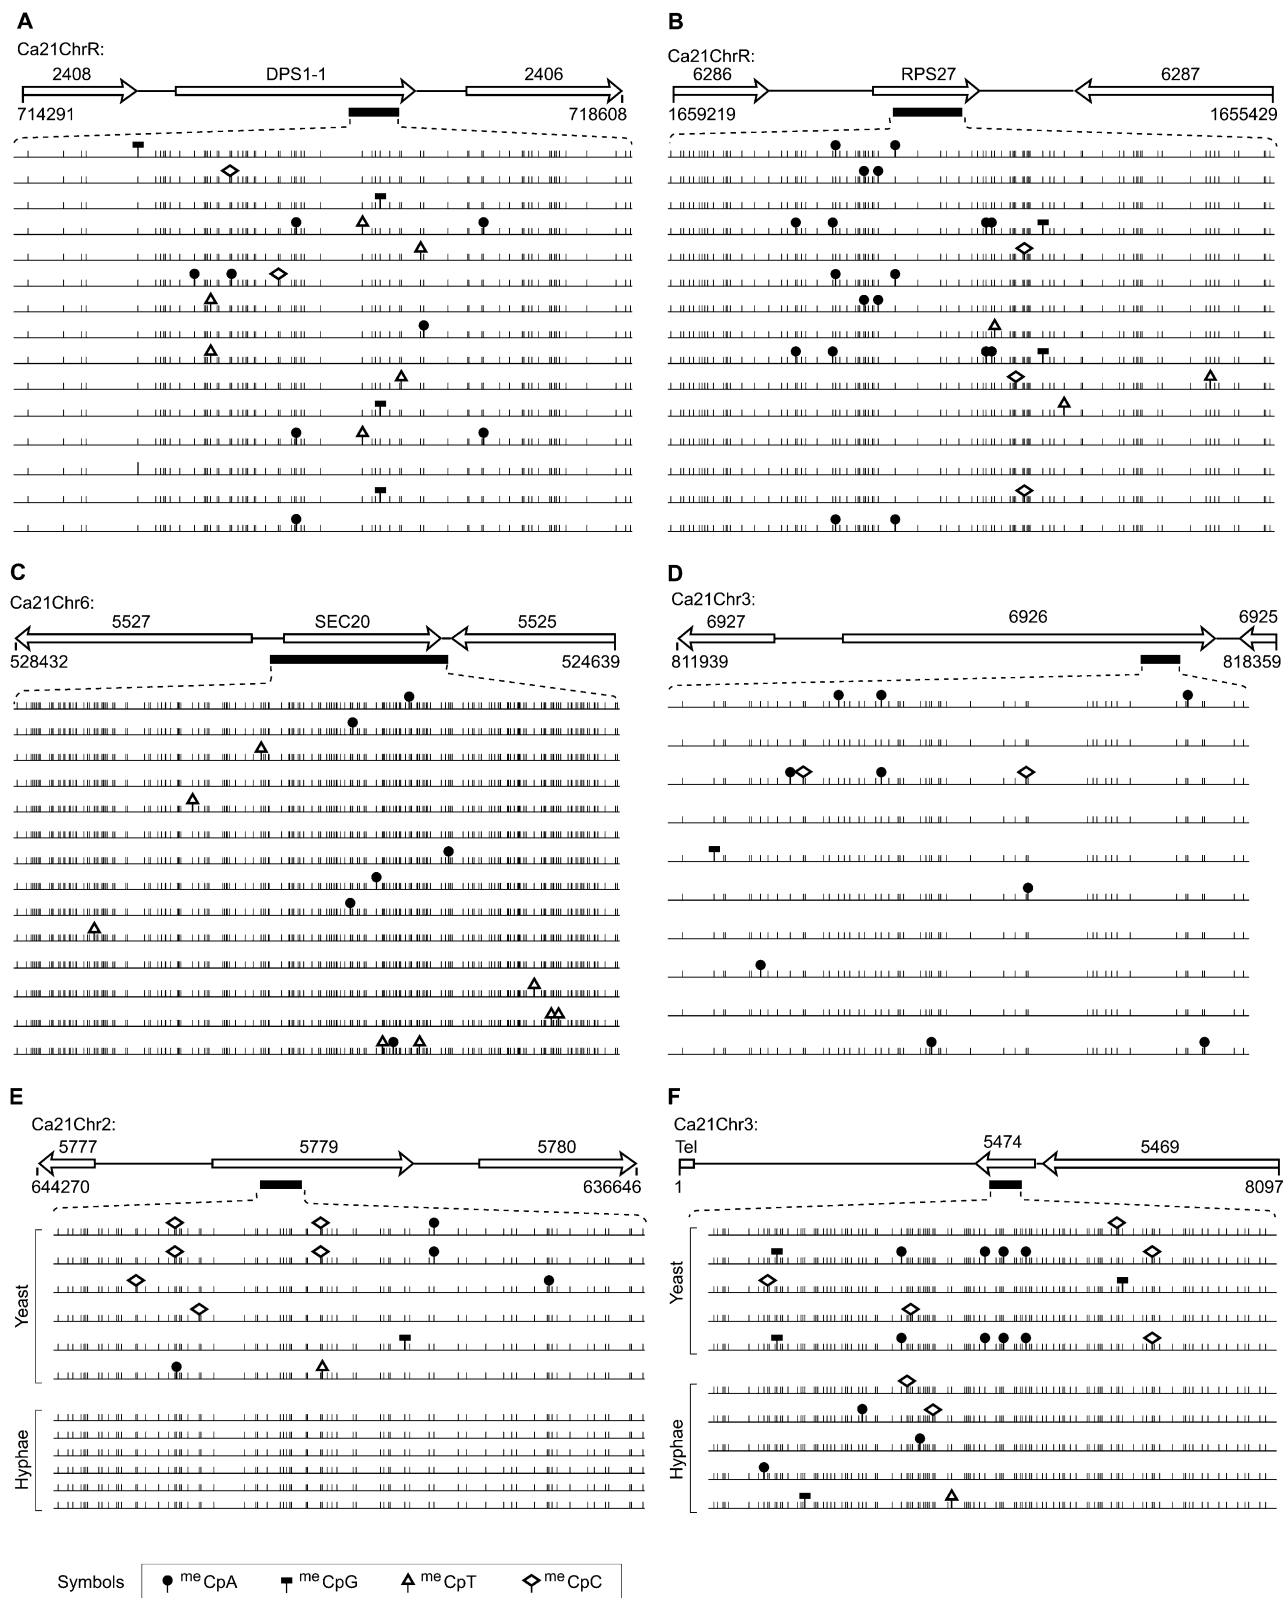 A
Ca21ChrR:
2408 DPS1-1 2406
714291 718608
B
Ca21ChrR:
6286 RPS27 6287
1659219 1655429
C
Ca21Chr6:
5527 SEC20 5525
528432 524639
D
Ca21Chr3:
6927 6926 6925
811939 818359
E
Ca21Chr2:
5777 5779 5780
644270 636646
Yeast
Hyphae
F
Ca21Chr3:
Tel 5474 5469
1 8097
Yeast
Hyphae
Symbols meCpA meCpG meCpT meCpC